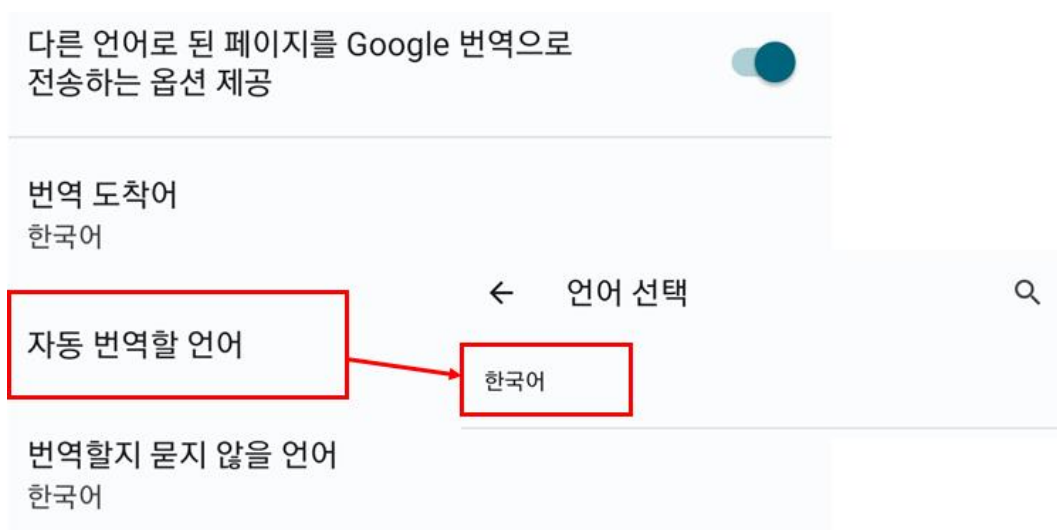 다른 언어로 된 페이지를 Google 번역으로
전송하는 옵션 제공
번역 도착어
한국어
자동 번역할 언어
번역할지 묻지 않을 언어
한국어
언어 선택
한국어